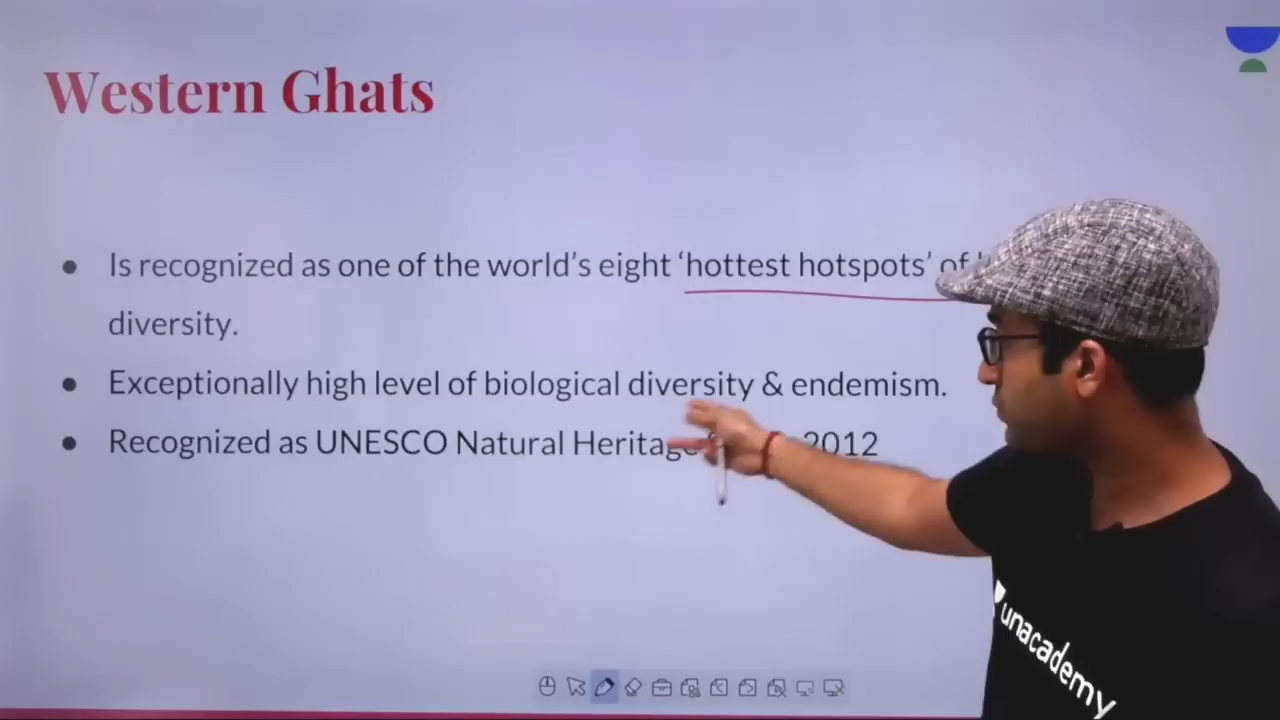 Western Ghats
Is recognized as one of the world's eight ‘hottest hotspots’ of
diversity.
Exceptionally high level of biological diversity & endemism.
Recognized as UNESCO Natural Heritage 2012
unacademy